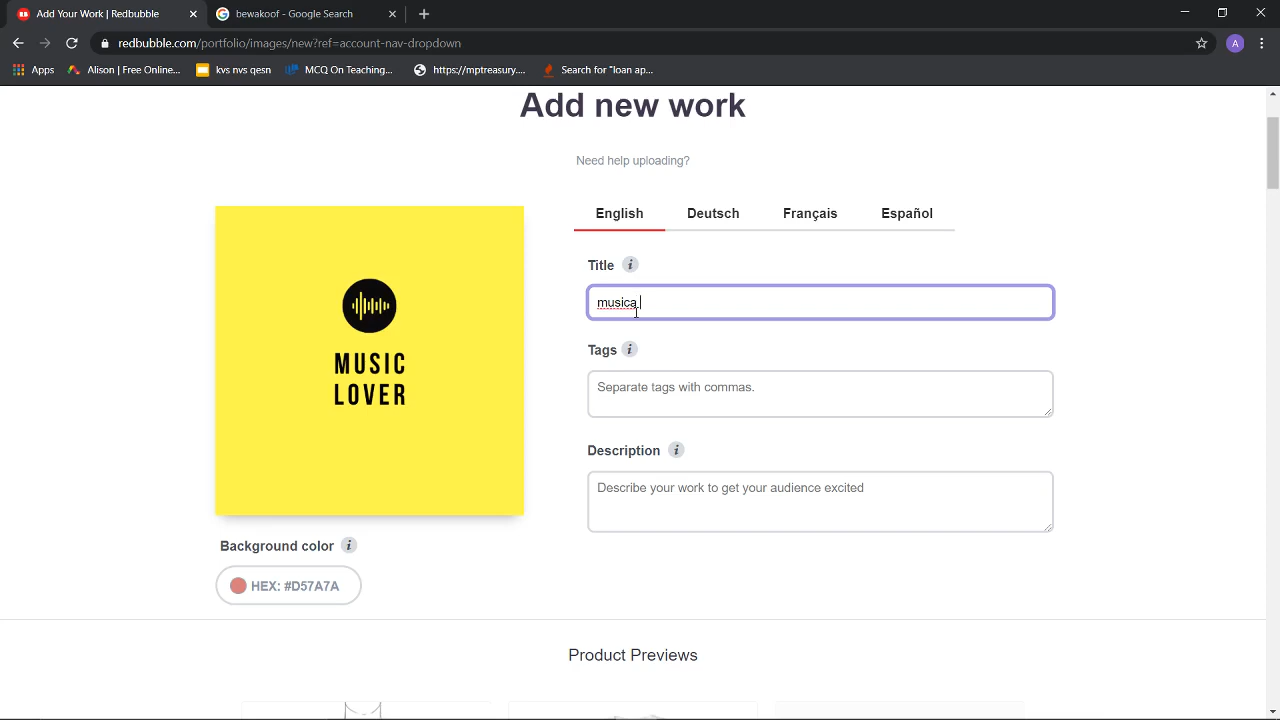 Add Your Work | Redbubble
bewakoof - Google Search
redbubble.com/portfolio/images/new?ref=account-nav-dropdown
A
Apps
Alison | Free Online...
kvs nvs qesn
MCQ On Teaching...
https://mptreasury....
Search for "loan ap...
Add new work
Need help uploading?
English Deutsch Français Español
Title i
musica
MUSIC
LOVER
Tags i
Separate tags with commas.
Description i
Describe your work to get your audience excited
Background color i
HEX: #D57A7A
Product Previews